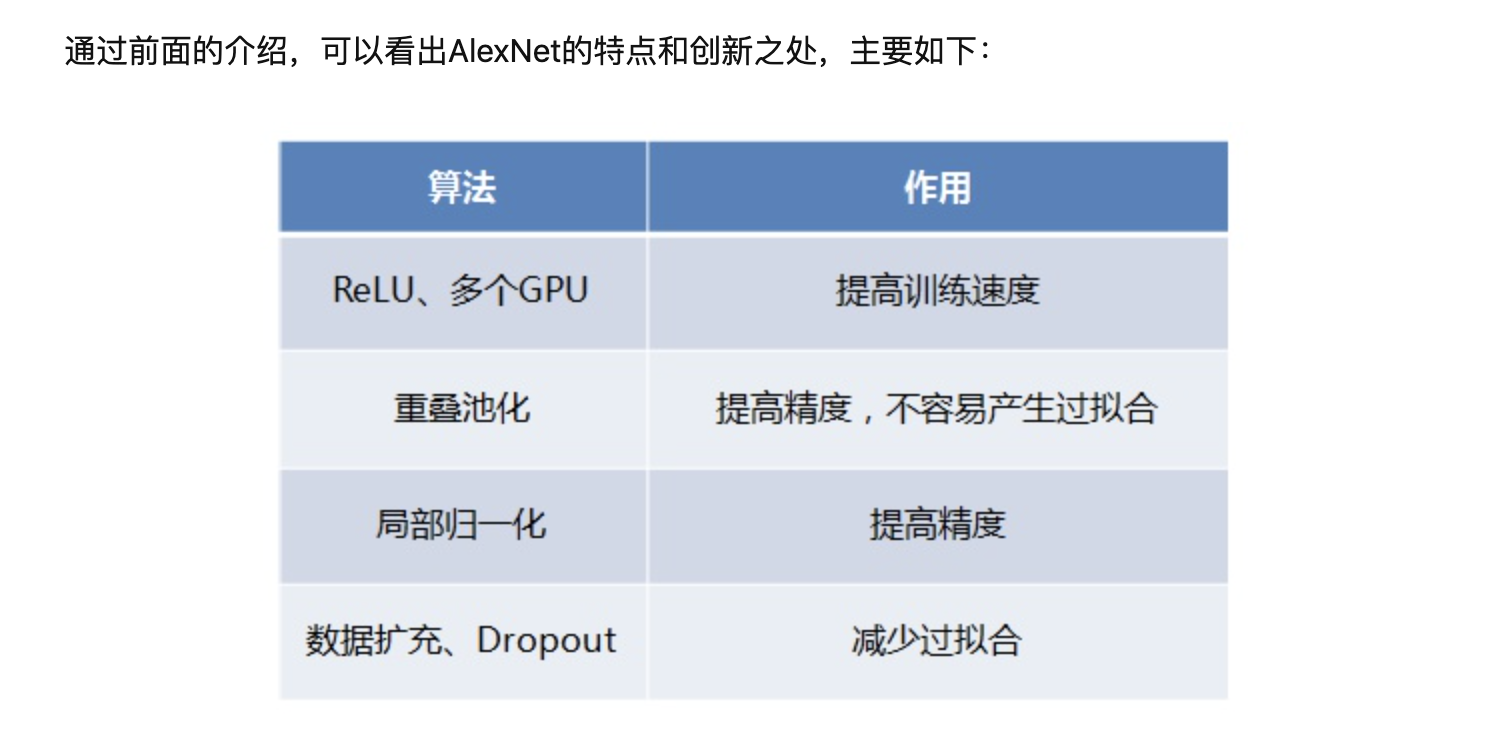 通过前面的介绍，可以看出AlexNet的特点和创新之处，主要如下：
算法 作用
ReLU、多个GPU 提高训练速度
重叠池化 提高精度，不容易产生过拟合
局部归一化 提高精度
数据扩充、Dropout 减少过拟合